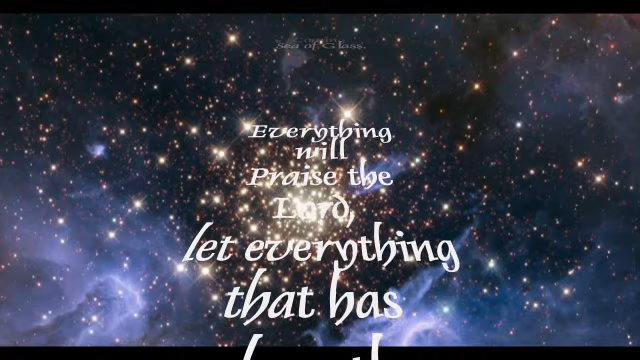 Sea of Glass.
Everything
will
Praise the
Lord,
let everything
that has